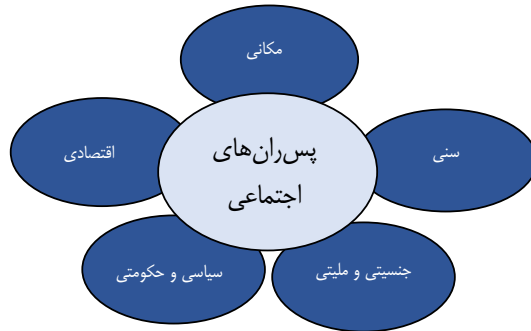 مکانی
پس‌ران‌های
اجتماعی
سنی
اقتصادی
جنسیتی و ملیتی
سیاسی و حکومتی